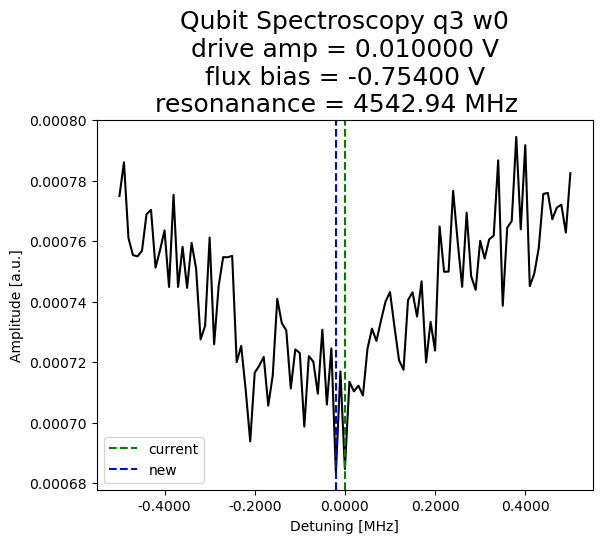 Qubit Spectroscopy q3 w0
drive amp = 0.010000 V
flux bias = -0.75400 V
resonanance = 4542.94 MHz
0.00080
0.00078
0.00076
0.00074
0.00072
0.00070
0.00068
Amplitude [a.u.]
current
new
-0.4000 -0.2000 0.0000 0.2000 0.4000
Detuning [MHz]